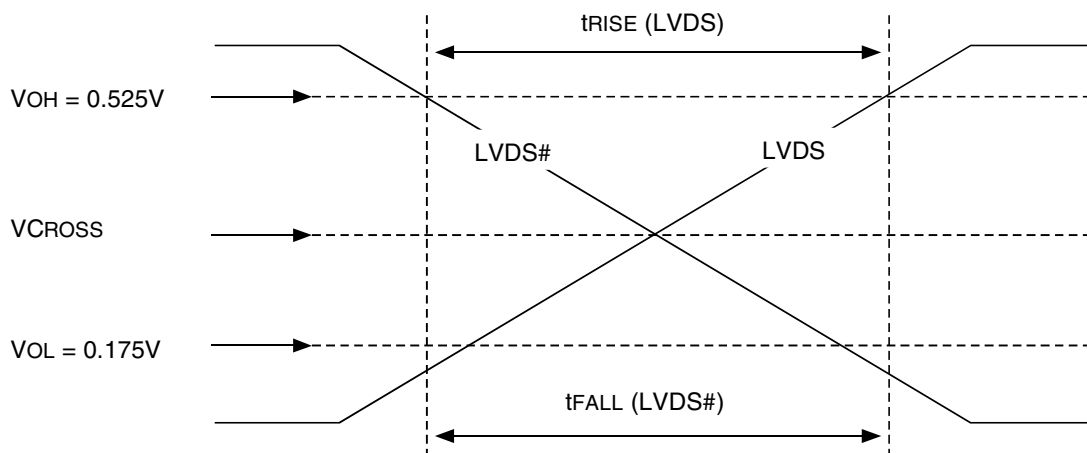 tRISE (LVDS)
VOH = 0.525V
LVDS#
LVDS
VCROSS
VOL = 0.175V
tFALL (LVDS#)